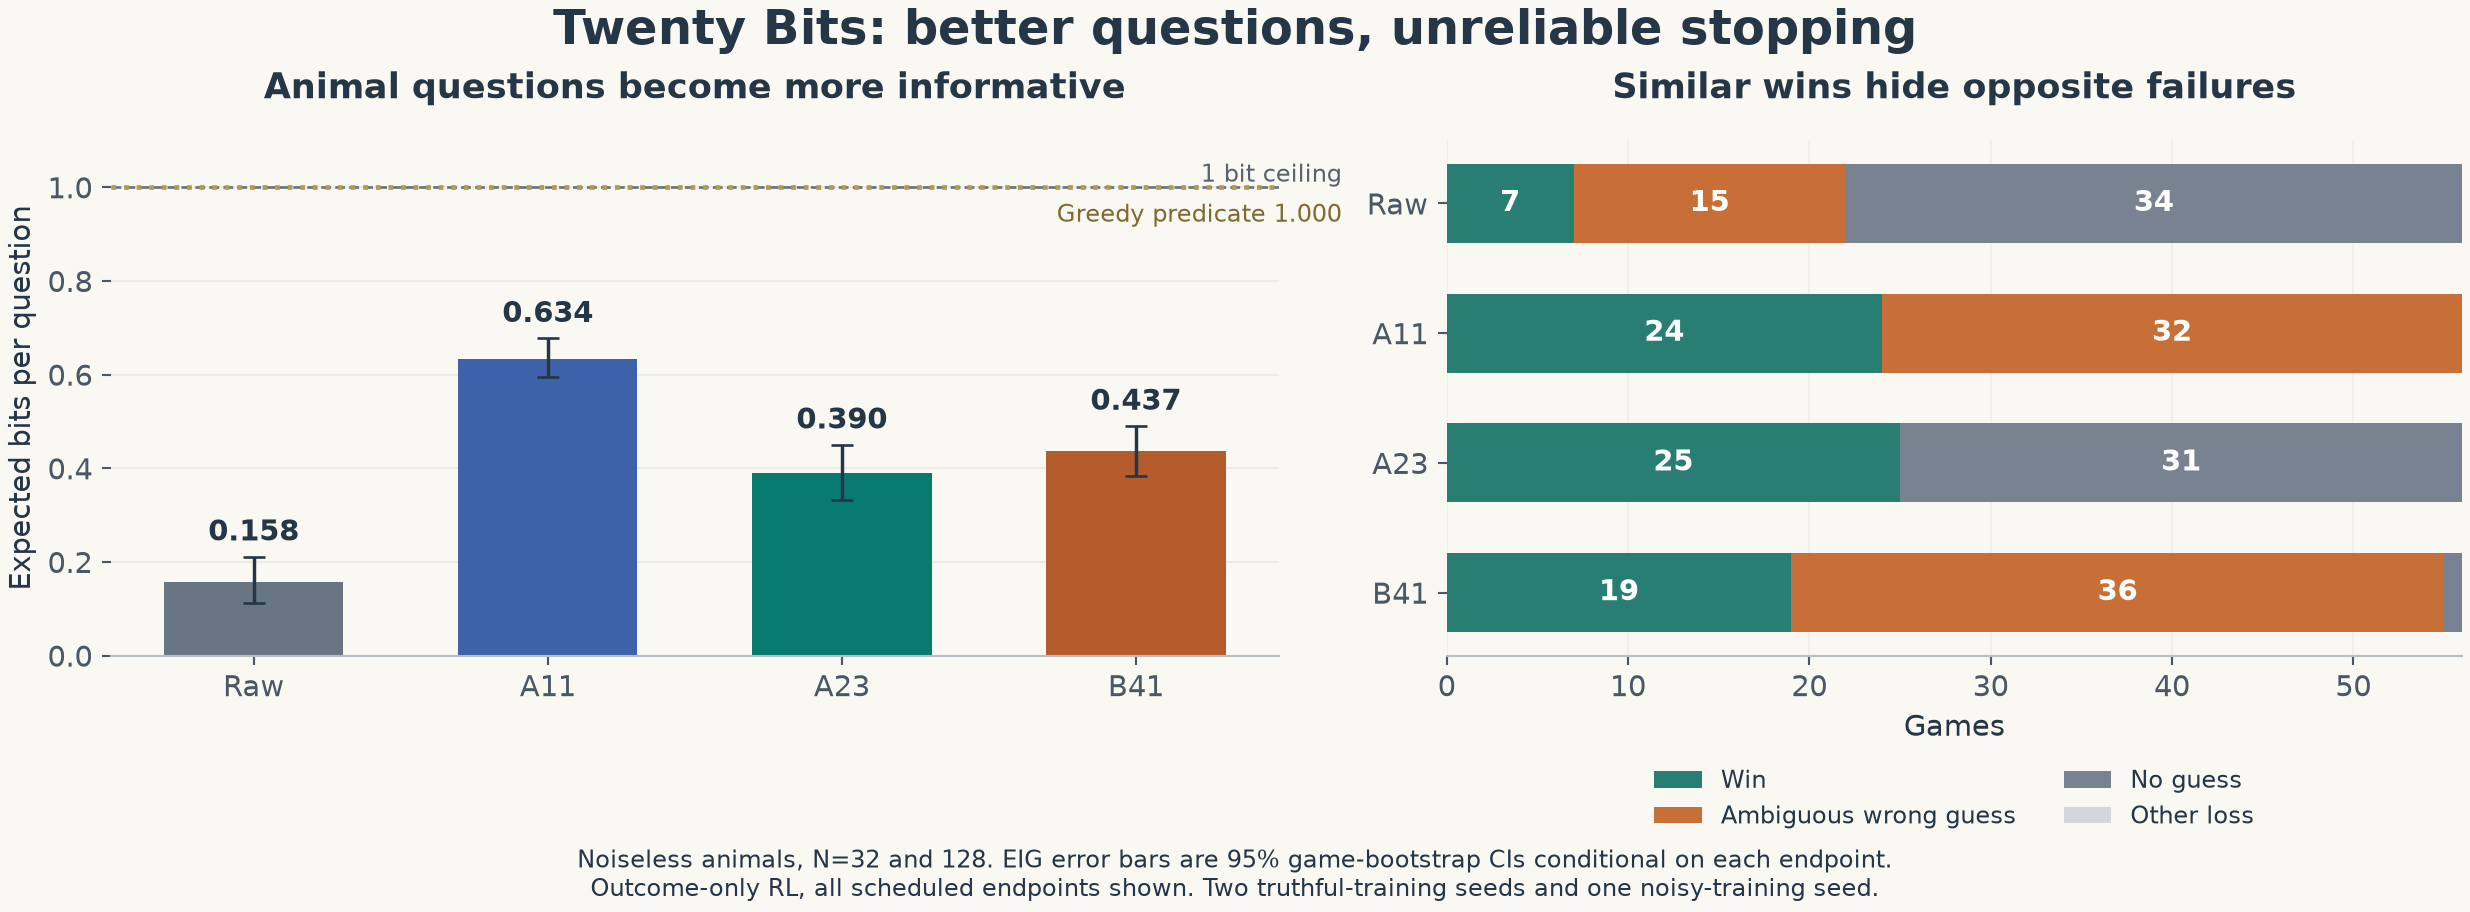 Twenty Bits: better questions, unreliable stopping
Animal questions become more informative
Expected bits per question
1.0
0.8
0.6
0.4
0.2
0.0
1 bit ceiling
Greedy predicate 1.000
0.158
0.634
0.390
0.437
Raw
A11
A23
B41
Similar wins hide opposite failures
Raw
7
15
34
A11
24
32
A23
25
31
B41
19
36
0
10
20
30
40
50
Games
Win
Ambiguous wrong guess
No guess
Other loss
Noiseless animals, N=32 and 128. EIG error bars are 95% game-bootstrap CIs conditional on each endpoint.
Outcome-only RL, all scheduled endpoints shown. Two truthful-training seeds and one noisy-training seed.